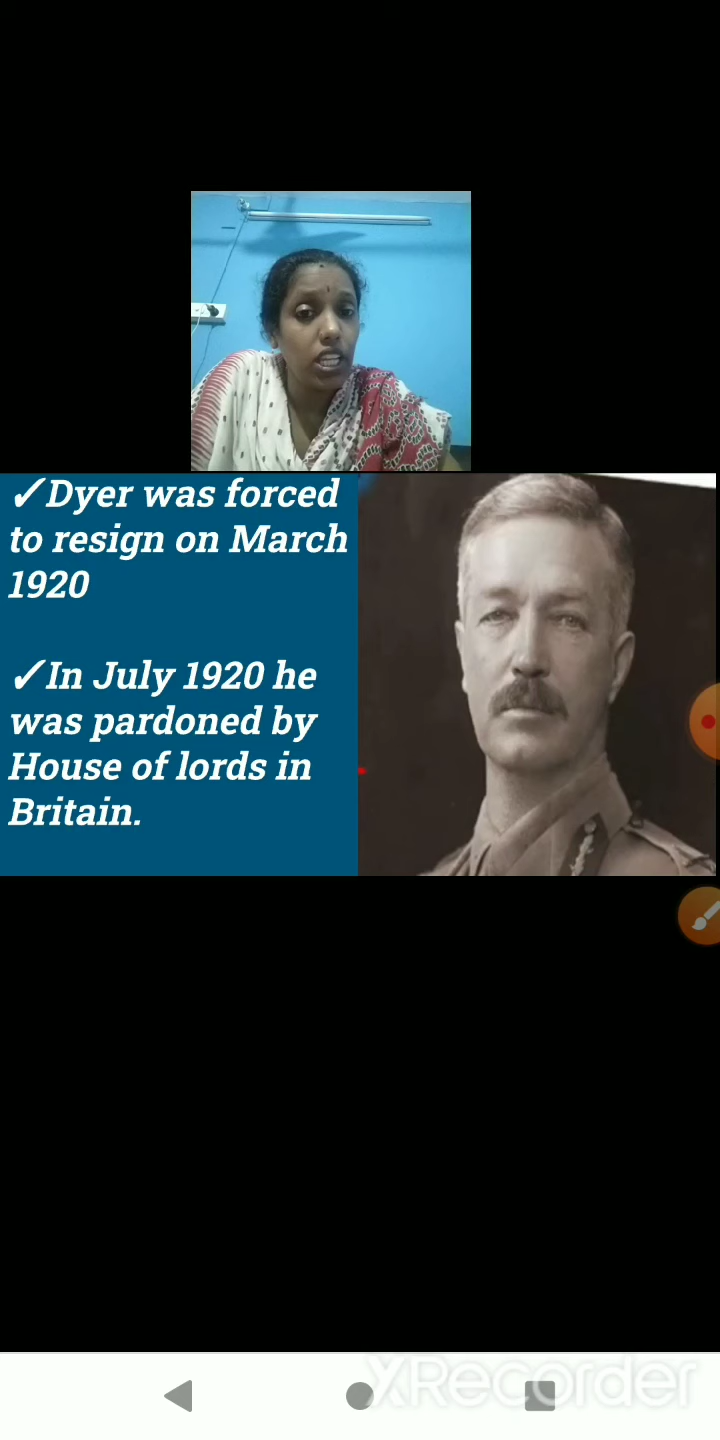 ✓Dyer was forced
to resign on March
1920
✓In July 1920 he
was pardoned by
House of lords in
Britain.
XRecorder